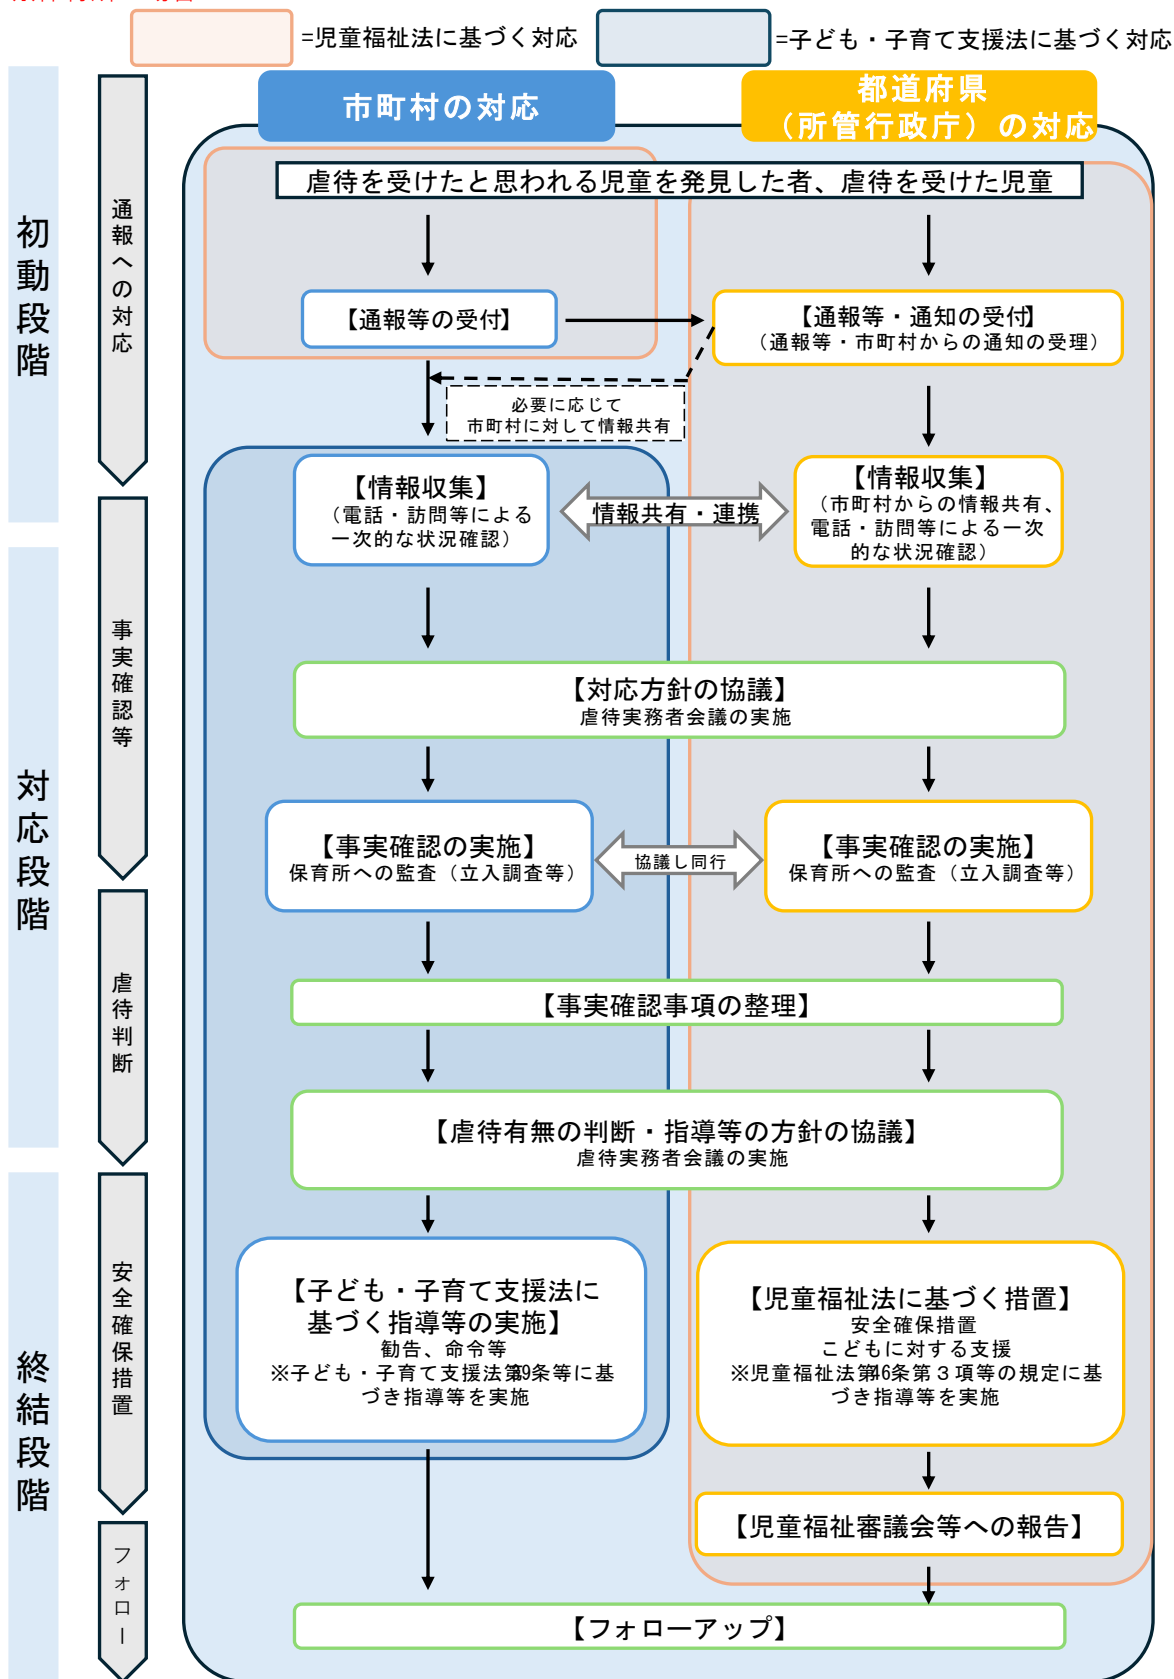 =児童福祉法に基づく対応
=子ども・子育て支援法に基づく対応
市町村の対応
都道府県
（所管行政庁）の対応
初動段階
対応段階
終結段階
通報への対応
事実確認等
虐待判断
安全確保措置
フォロー
虐待を受けたと思われる児童を発見した者、虐待を受けた児童
【通報等の受付】
【通報等・通知の受付】
（通報等・市町村からの通知の受理）
必要に応じて
市町村に対して情報共有
【情報収集】
（電話・訪問等による
一次的な状況確認）
情報共有・連携
【情報収集】
（市町村からの情報共有、
電話・訪問等による一次
的な状況確認）
【対応方針の協議】
虐待実務者会議の実施
【事実確認の実施】
保育所への監査（立入調査等）
協議し同行
【事実確認の実施】
保育所への監査（立入調査等）
【事実確認事項の整理】
【虐待有無の判断・指導等の方針の協議】
虐待実務者会議の実施
【子ども・子育て支援法に
基づく指導等の実施】
勧告、命令等
※子ども・子育て支援法第39条等に基
づき指導等を実施
【児童福祉法に基づく措置】
安全確保措置
こどもに対する支援
※児童福祉法第46条第３項等の規定に基
づき指導等を実施
【児童福祉審議会等への報告】
【フォローアップ】